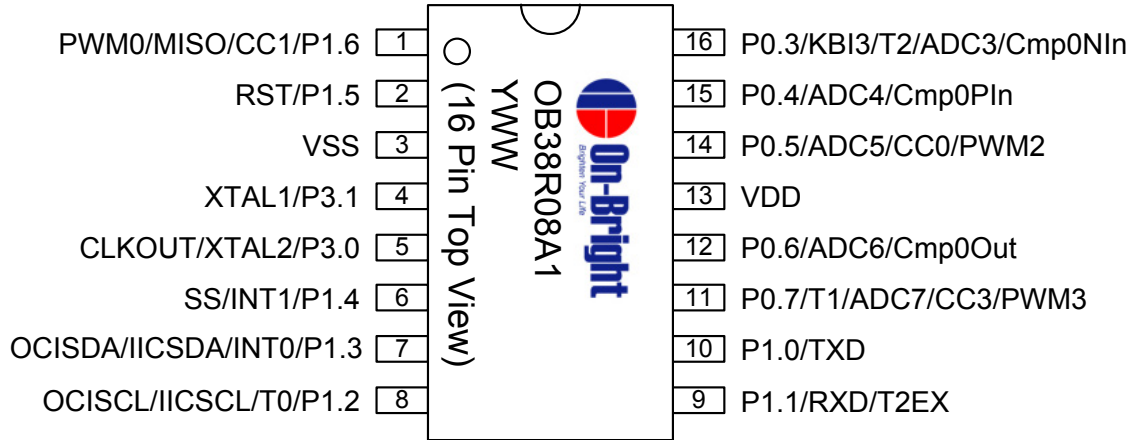 PWM0/MISO/CC1/P1.6 1
RST/P1.5 2
VSS 3
XTAL1/P3.1 4
CLKOUT/XTAL2/P3.0 5
SS/INT1/P1.4 6
OCISDA/IICSDA/INT0/P1.3 7
OCISCL/IICSCL/T0/P1.2 8
On-Bright
Brighten Your Life
OB38R08A1
YWW
(16 Pin Top View)
16 P0.3/KBI3/T2/ADC3/Cmp0NIn
15 P0.4/ADC4/Cmp0PIn
14 P0.5/ADC5/CC0/PWM2
13 VDD
12 P0.6/ADC6/Cmp0Out
11 P0.7/T1/ADC7/CC3/PWM3
10 P1.0/TXD
9 P1.1/RXD/T2EX